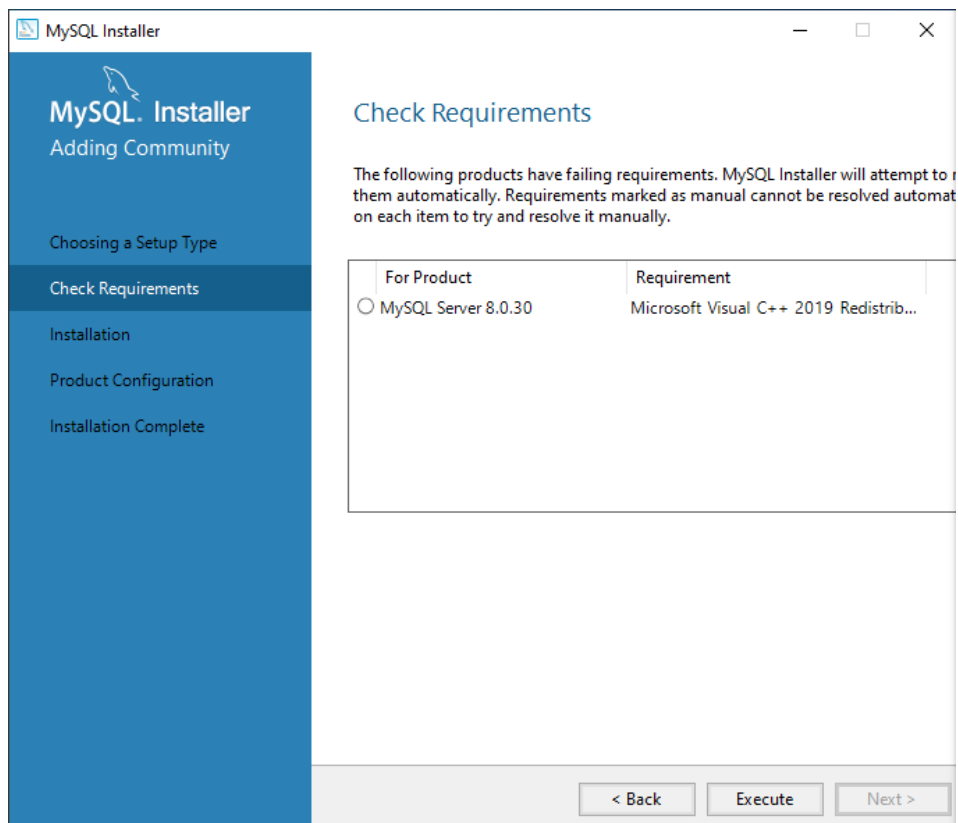 MySQL Installer
MySQL. Installer
Adding Community
Choosing a Setup Type
Check Requirements
Installation
Product Configuration
Installation Complete
Check Requirements
The following products have failing requirements. MySQL Installer will attempt to
them automatically. Requirements marked as manual cannot be resolved automat
on each item to try and resolve it manually.
For Product Requirement
MySQL Server 8.0.30 Microsoft Visual C++ 2019 Redistrib...
< Back Execute Next >